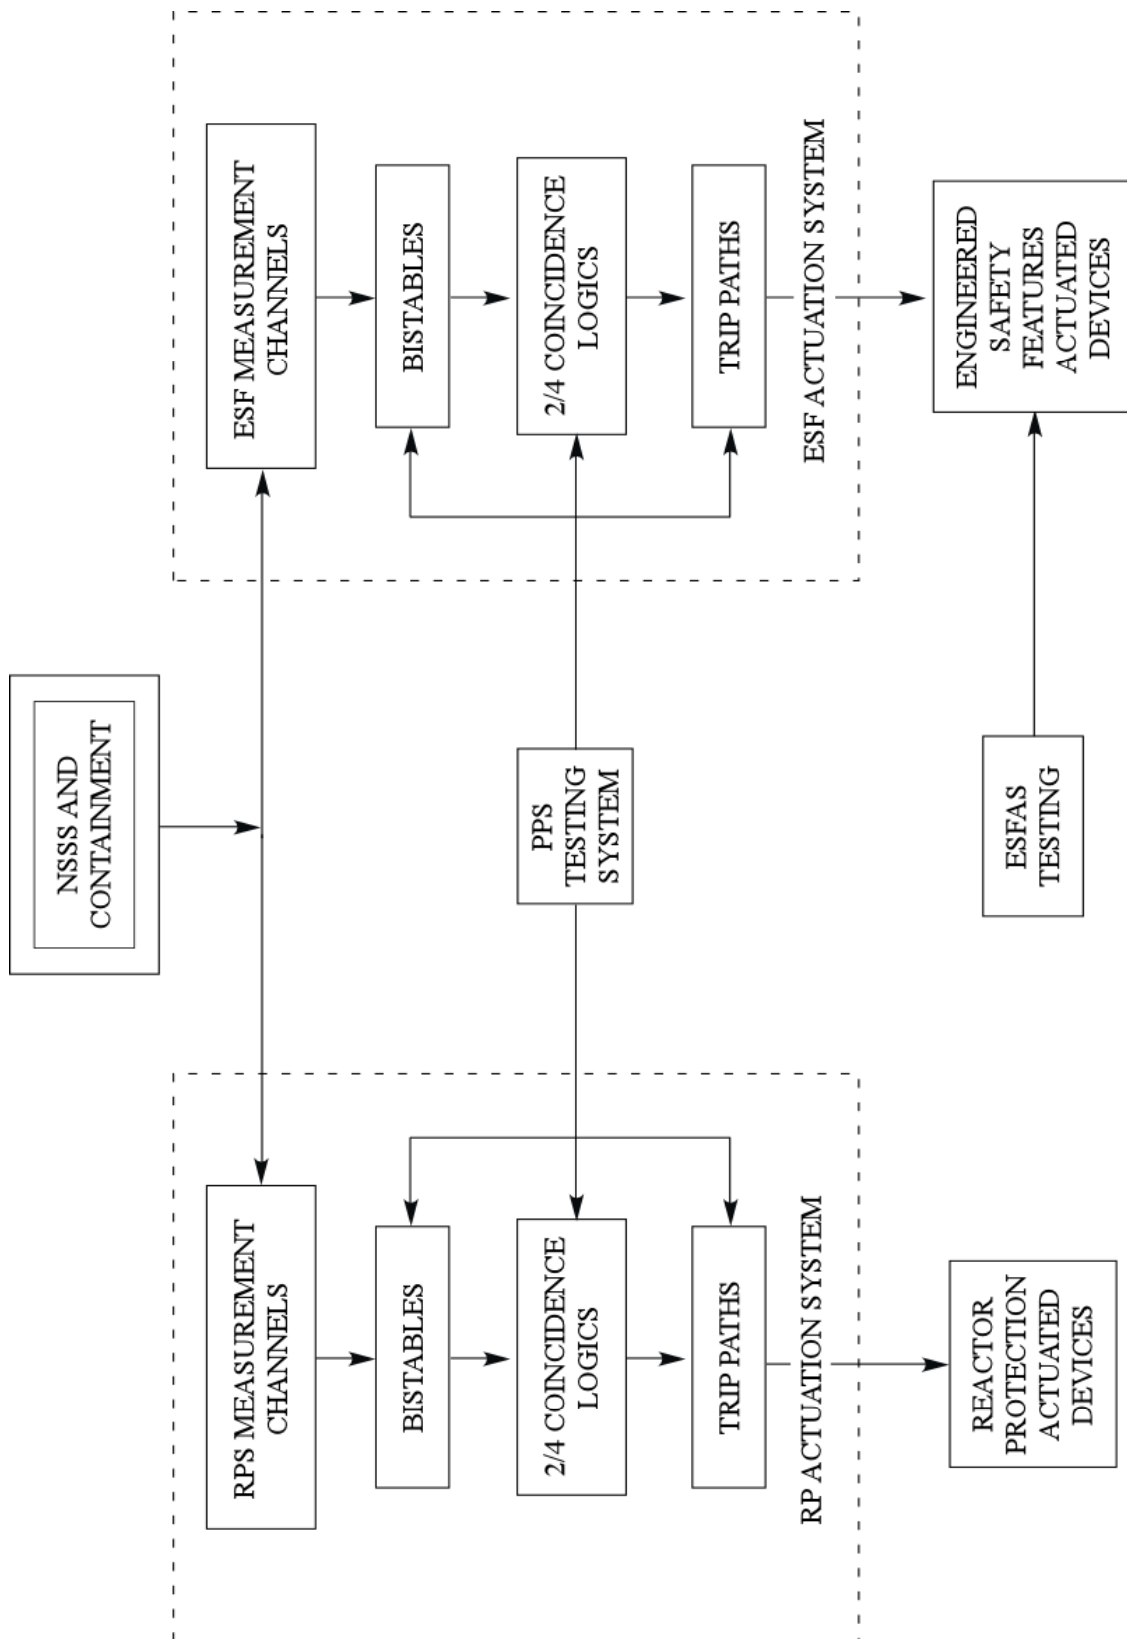 NSSS AND
CONTAINMENT
RPS MEASUREMENT
CHANNELS
BISTABLES
2/4 COINCIDENCE
LOGICS
TRIP PATHS
RP ACTUATION SYSTEM
REACTOR
PROTECTION
ACTUATED
DEVICES
PPS
TESTING
SYSTEM
ESFAS
TESTING
ESF MEASUREMENT
CHANNELS
BISTABLES
2/4 COINCIDENCE
LOGICS
TRIP PATHS
ESF ACTUATION SYSTEM
ENGINEERED
SAFETY
FEATURES
ACTUATED
DEVICES